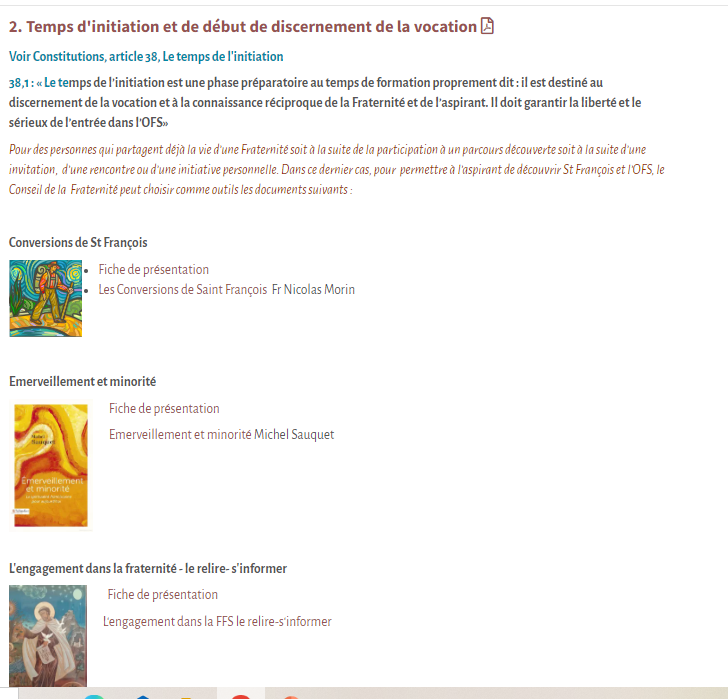 2. Temps d'initiation et de début de discernement de la vocation
Voir Constitutions, article 38, Le temps de l'initiation
38,1 : « Le temps de l'initiation est une phase préparatoire au temps de formation proprement dit : il est destiné au
discernement de la vocation et à la connaissance réciproque de la Fraternité et de l'aspirant. Il doit garantir la liberté et le
sérieux de l'entrée dans l'OFS»
Pour des personnes qui partagent déjà la vie d'une Fraternité soit à la suite de la participation à un parcours découverte soit à la suite d'une
invitation, d'une rencontre ou d'une initiative personnelle. Dans ce dernier cas, pour permettre à l'aspirant de découvrir St François et l'OFS, le
Conseil de la Fraternité peut choisir comme outils les documents suivants :
Conversions de St François
Fiche de présentation
Les Conversions de Saint François Fr Nicolas Morin
Emerveillement et minorité
Fiche de présentation
Emerveillement et minorité Michel Sauquet
Emerveillement
et minorité
L'engagement dans la fraternité - le relire- s'informer
Fiche de présentation
L'engagement dans la FFS le relire-s'informer